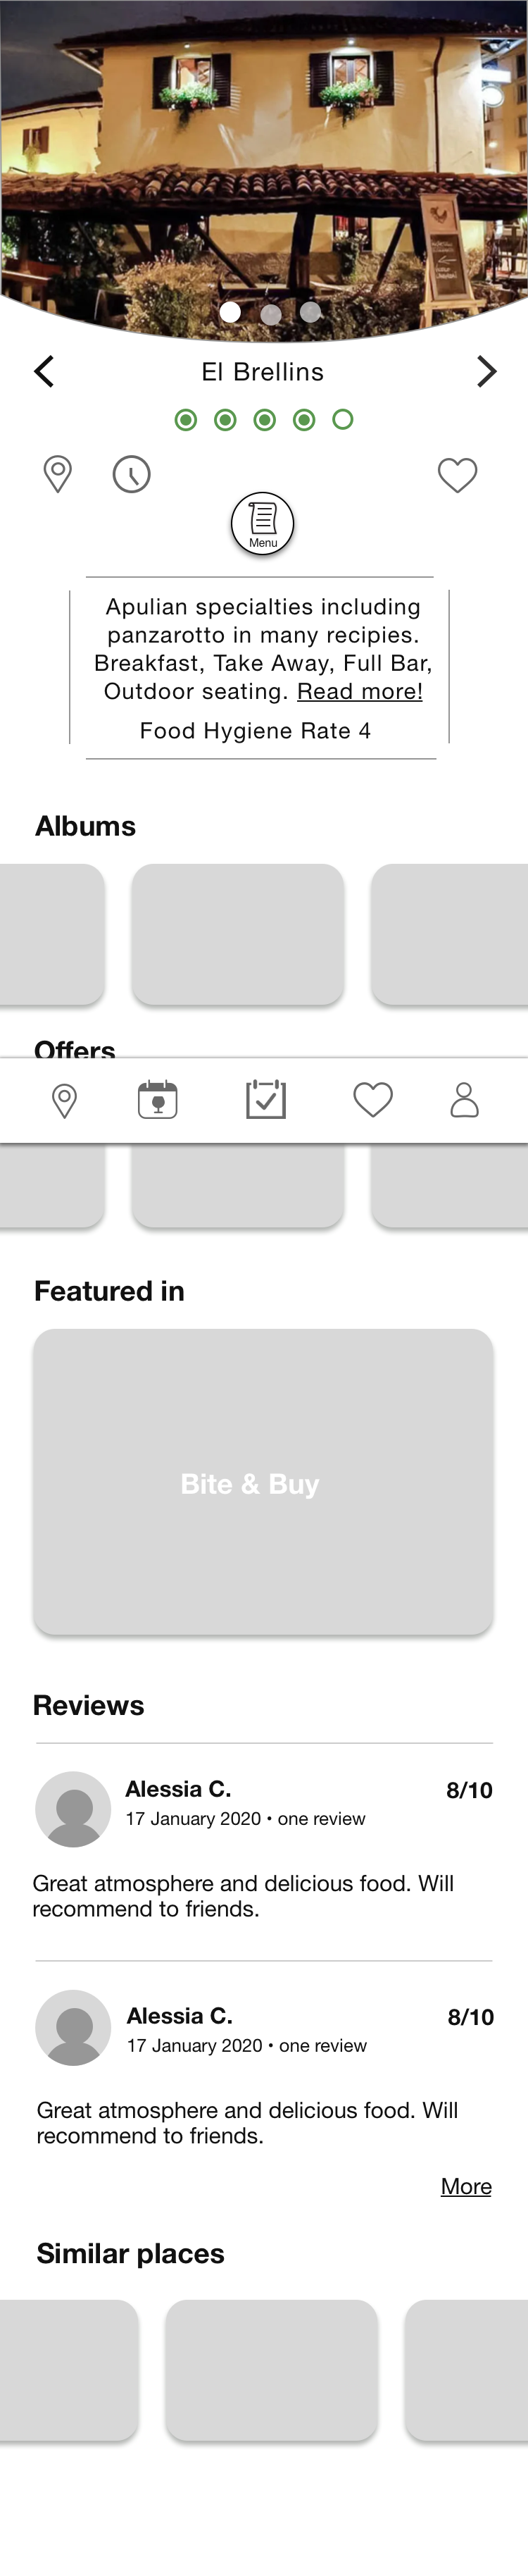 El Brellins
Menu
Apulian specialties including
panzarotto in many recipies.
Breakfast, Take Away, Full Bar,
Outdoor seating. Read more!
Food Hygiene Rate 4
Albums
Offers
Featured in
Bite & Buy
Reviews
Alessia C.
8/10
17 January 2020 • one review
Great atmosphere and delicious food. Will
recommend to friends.
Alessia C.
8/10
17 January 2020 • one review
Great atmosphere and delicious food. Will
recommend to friends.
More
Similar places